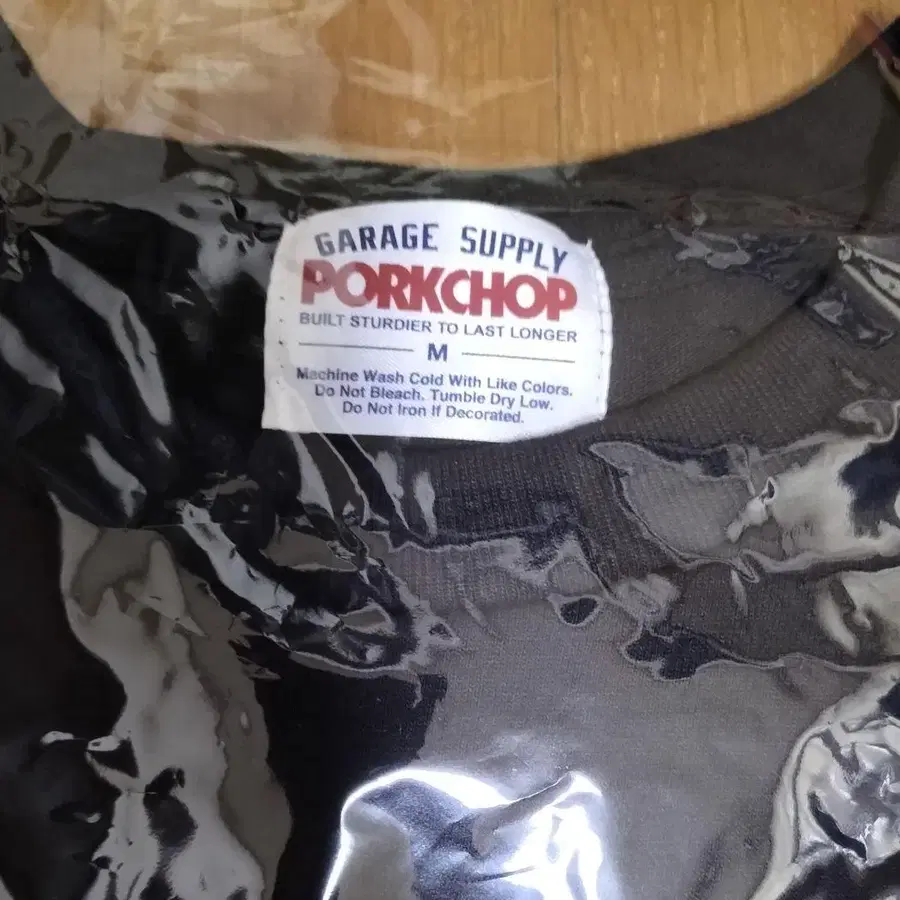 GARAGE SUPPLY
PORKCHOP
BUILT STURDIER TO LAST LONGER
M
Machine Wash Cold With Like Colors.
Do Not Bleach. Tumble Dry Low.
Do Not Iron If Decorated.